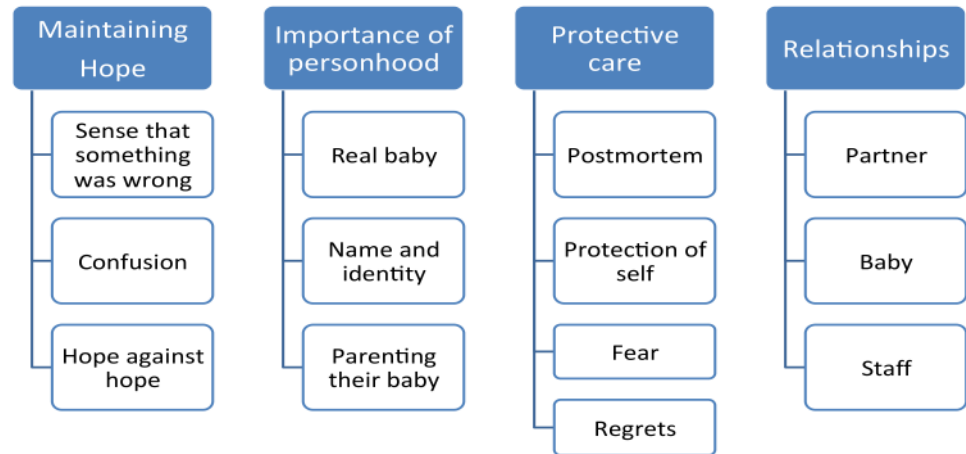 Maintaining
Hope
Sense that
something
was wrong
Confusion
Hope against
hope
Importance of
personhood
Real baby
Name and
identity
Parenting
their baby
Protective
care
Postmortem
Protection of
self
Fear
Regrets
Relationships
Partner
Baby
Staff